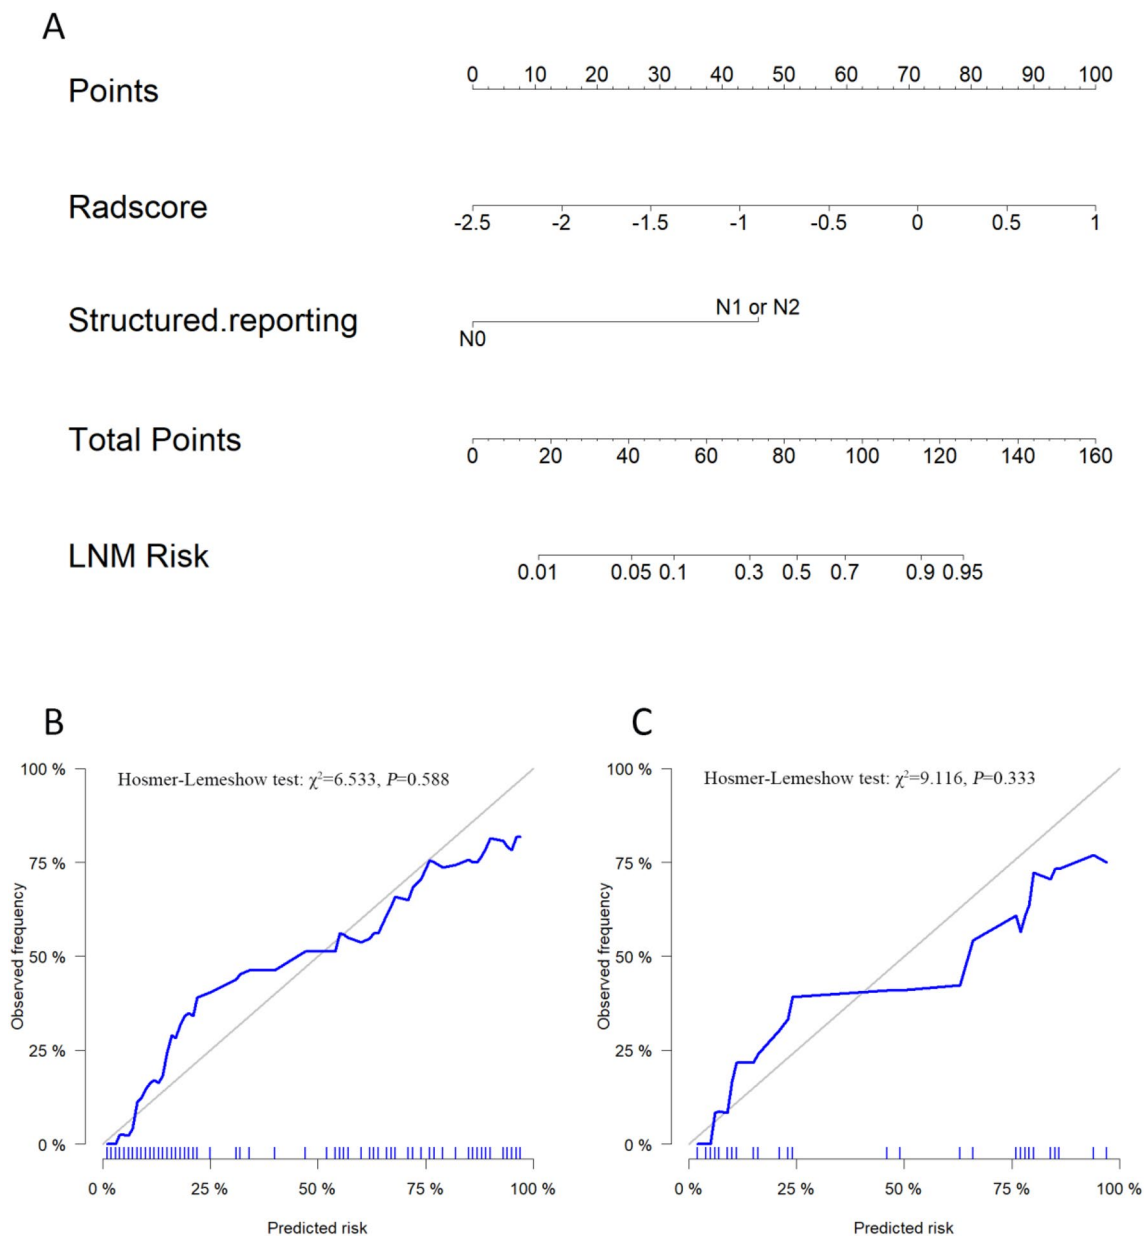 A
Points
0 10 20 30 40 50 60 70 80 90 100
Radscore
-2.5 -2 -1.5 -1 -0.5 0 0.5 1
Structured.reporting
N1 or N2
N0
Total Points
0 20 40 60 80 100 120 140 160
LNM Risk
0.01 0.05 0.1 0.3 0.5 0.7 0.9 0.95
B
Hosmer-Lemeshow test: χ²=6.533, P=0.588
100 %
75 %
50 %
25 %
0 %
Observed frequency
0 % 25 % 50 % 75 % 100 %
Predicted risk
C
Hosmer-Lemeshow test: χ²=9.116, P=0.333
100 %
75 %
50 %
25 %
0 %
Observed frequency
0 % 25 % 50 % 75 % 100 %
Predicted risk